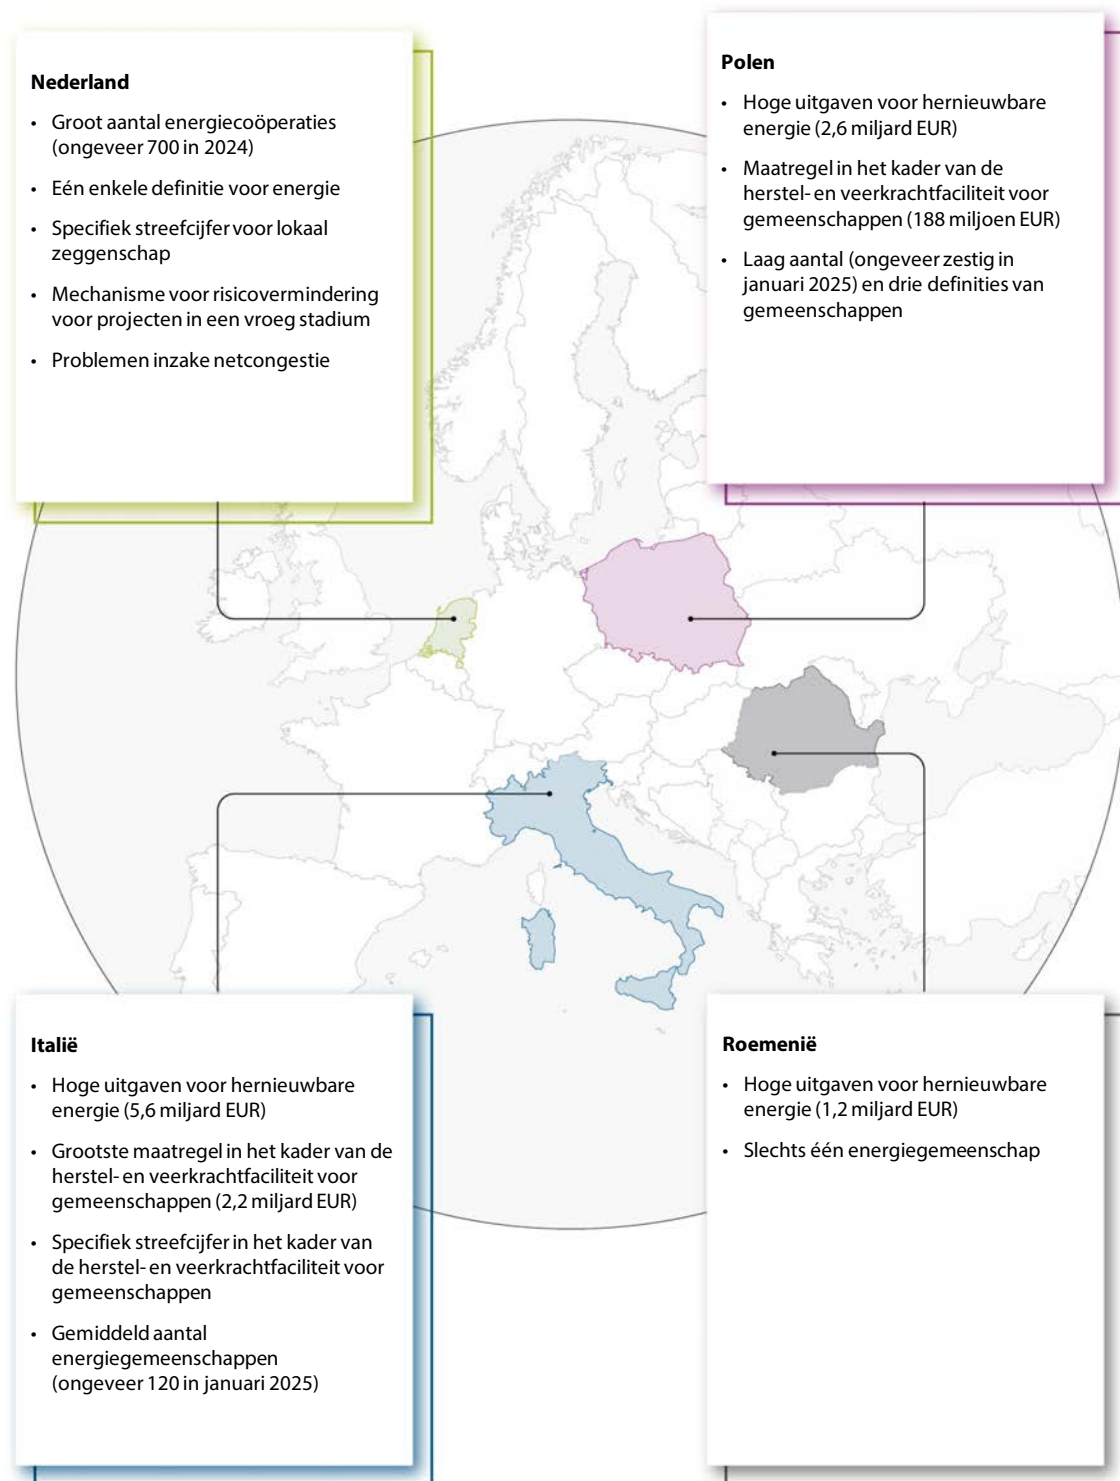 Nederland
• Groot aantal energiecoöperaties
(ongeveer 700 in 2024)
• Eén enkele definitie voor energie
• Specifiek streefcijfer voor lokaal
zeggenschap
• Mechanisme voor risicovermindering
voor projecten in een vroeg stadium
• Problemen inzake netcongestie
Polen
• Hoge uitgaven voor hernieuwbare
energie (2,6 miljard EUR)
• Maatregel in het kader van de
herstel- en veerkrachtfaciliteit voor
gemeenschappen (188 miljoen EUR)
• Laag aantal (ongeveer zestig in
januari 2025) en drie definities van
gemeenschappen
Italië
• Hoge uitgaven voor hernieuwbare
energie (5,6 miljard EUR)
• Grootste maatregel in het kader van de
herstel- en veerkrachtfaciliteit voor
gemeenschappen (2,2 miljard EUR)
• Specifiek streefcijfer in het kader van
de herstel- en veerkrachtfaciliteit voor
gemeenschappen
• Gemiddeld aantal
energiegemeenschappen
(ongeveer 120 in januari 2025)
Roemenië
• Hoge uitgaven voor hernieuwbare
energie (1,2 miljard EUR)
• Slechts één energiegemeenschap